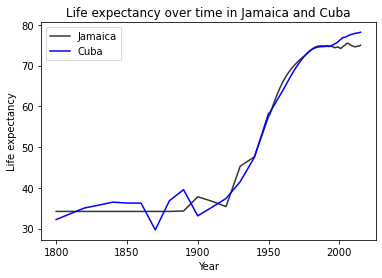 Life expectancy over time in Jamaica and Cuba
Jamaica
Cuba
80
70
60
50
40
30
Life expectancy
1800
1850
1900
1950
2000
Year